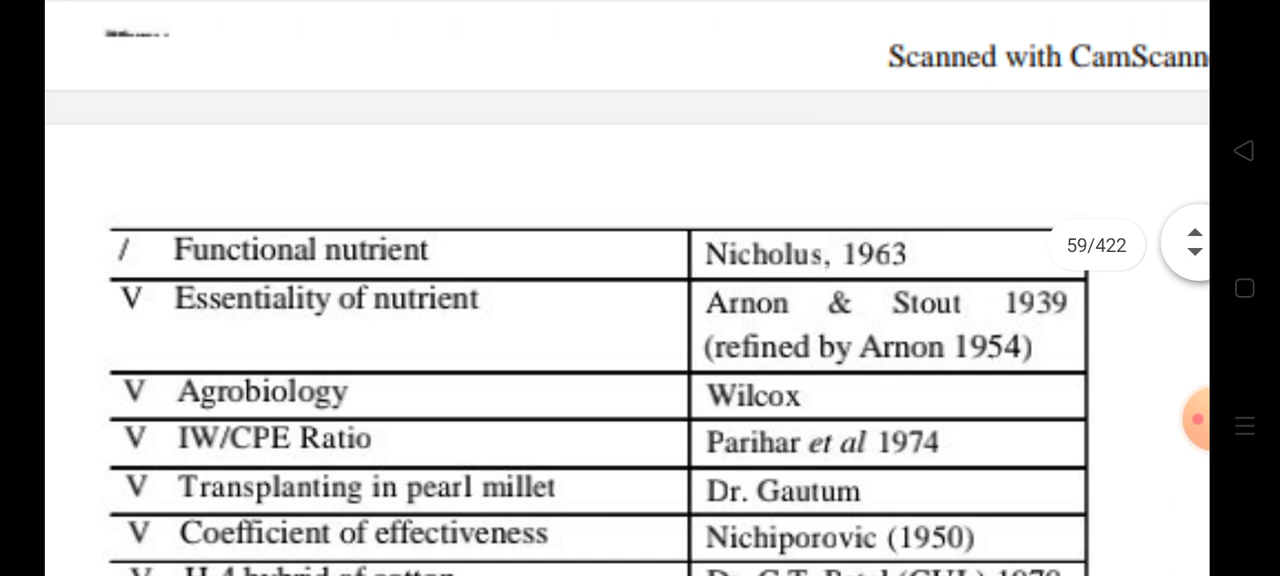 Scanned with CamScann
59/422
/ Functional nutrient Nicholus, 1963
V Essentiality of nutrient Arnon & Stout 1939
(refined by Arnon 1954)
V Agrobiology Wilcox
V IW/CPE Ratio Parihar et al 1974
V Transplanting in pearl millet Dr. Gautum
V Coefficient of effectiveness Nichiporovic (1950)